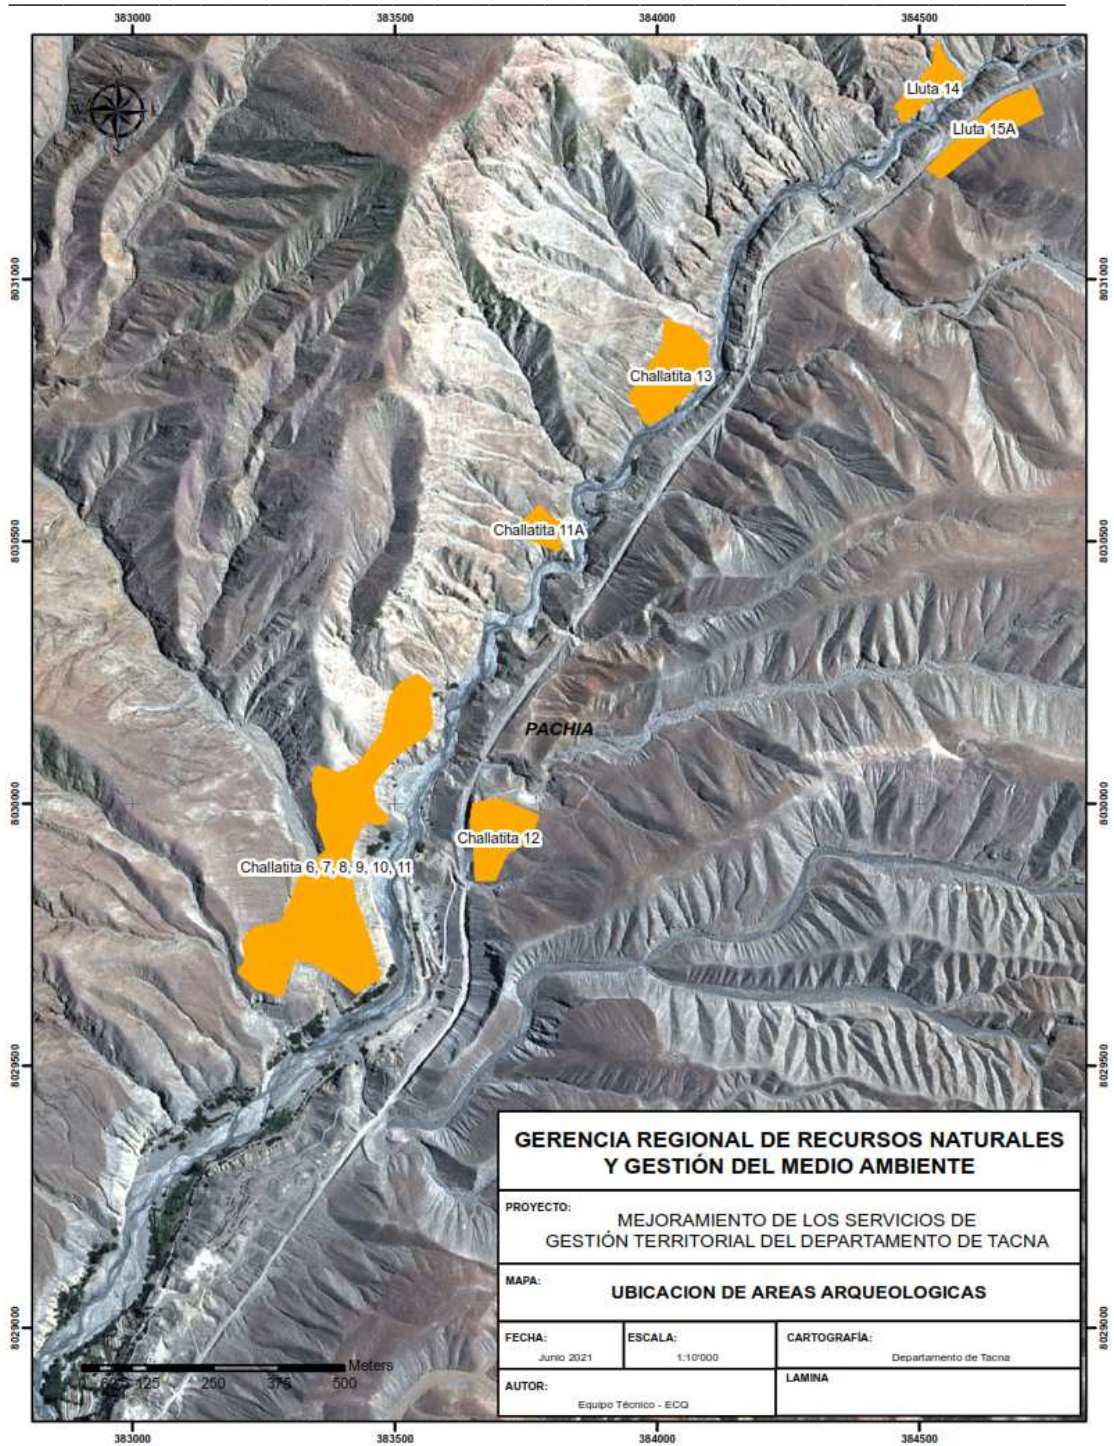 383000 383500 384000 384500
Lluta 14
Lluta 15A
8031000 8031000
Challatita 13
Challatita 11A
8030500 8030500
PACHIA
8030000 8030000
Challatita 12
Challatita 6, 7, 8, 9, 10, 11
8029500 8029500
GERENCIA REGIONAL DE RECURSOS NATURALES
Y GESTIÓN DEL MEDIO AMBIENTE
PROYECTO:
MEJORAMIENTO DE LOS SERVICIOS DE
GESTIÓN TERRITORIAL DEL DEPARTAMENTO DE TACNA
MAPA:
UBICACION DE AREAS ARQUEOLOGICAS
8029000 8029000
FECHA:
Junio 2021
ESCALA:
1:10'000
CARTOGRAFÍA:
Departamento de Tacna
AUTOR:
Equipo Técnico - ECQ
LAMINA
Meters
125 250 375 500
383000 383500 384000 384500